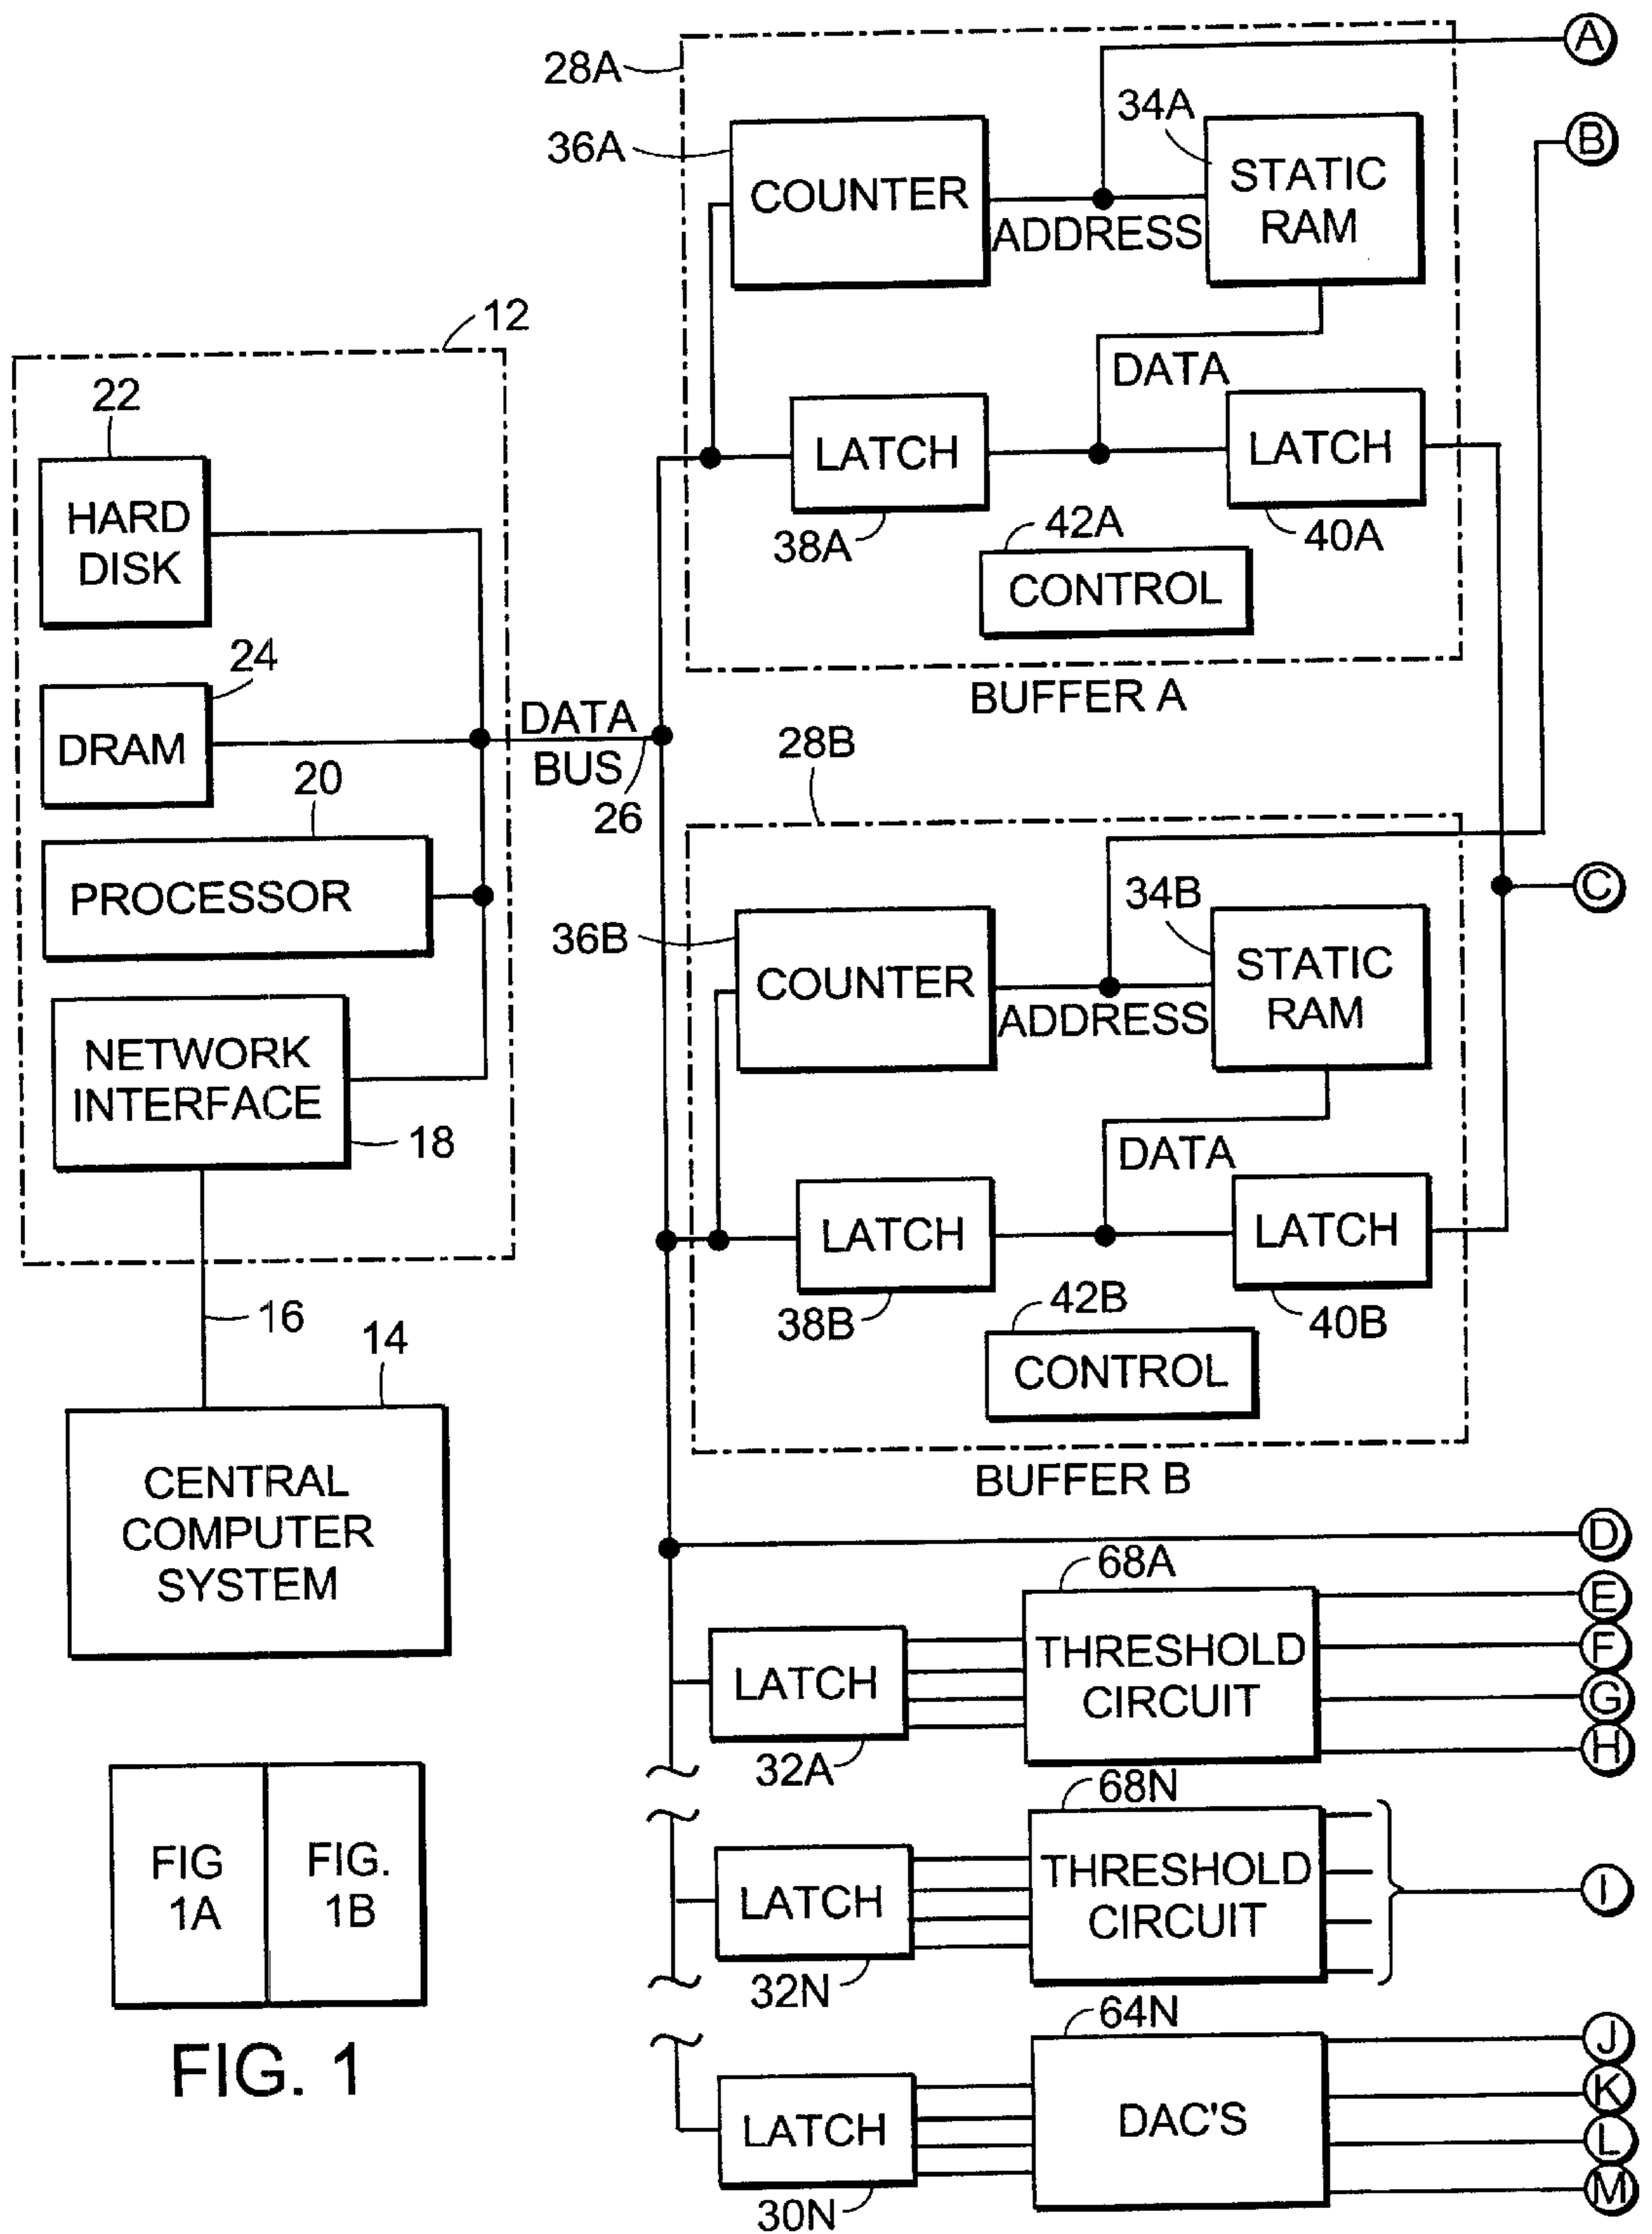 A
28A
34A
B
36A
COUNTER
STATIC
RAM
ADDRESS
12
DATA
22
LATCH
LATCH
HARD
DISK
38A
42A
40A
CONTROL
24
BUFFER A
DRAM
DATA
BUS
28B
20
26
PROCESSOR
34B
C
36B
COUNTER
STATIC
RAM
ADDRESS
NETWORK
INTERFACE
18
DATA
LATCH
LATCH
16
38B
42B
40B
14
CONTROL
CENTRAL
COMPUTER
SYSTEM
BUFFER B
D
68A
E
THRESHOLD
CIRCUIT
F
LATCH
G
32A
H
68N
FIG
1A
FIG.
1B
LATCH
THRESHOLD
CIRCUIT
I
32N
64N
FIG. 1
J
K
LATCH
DAC'S
L
30N
M